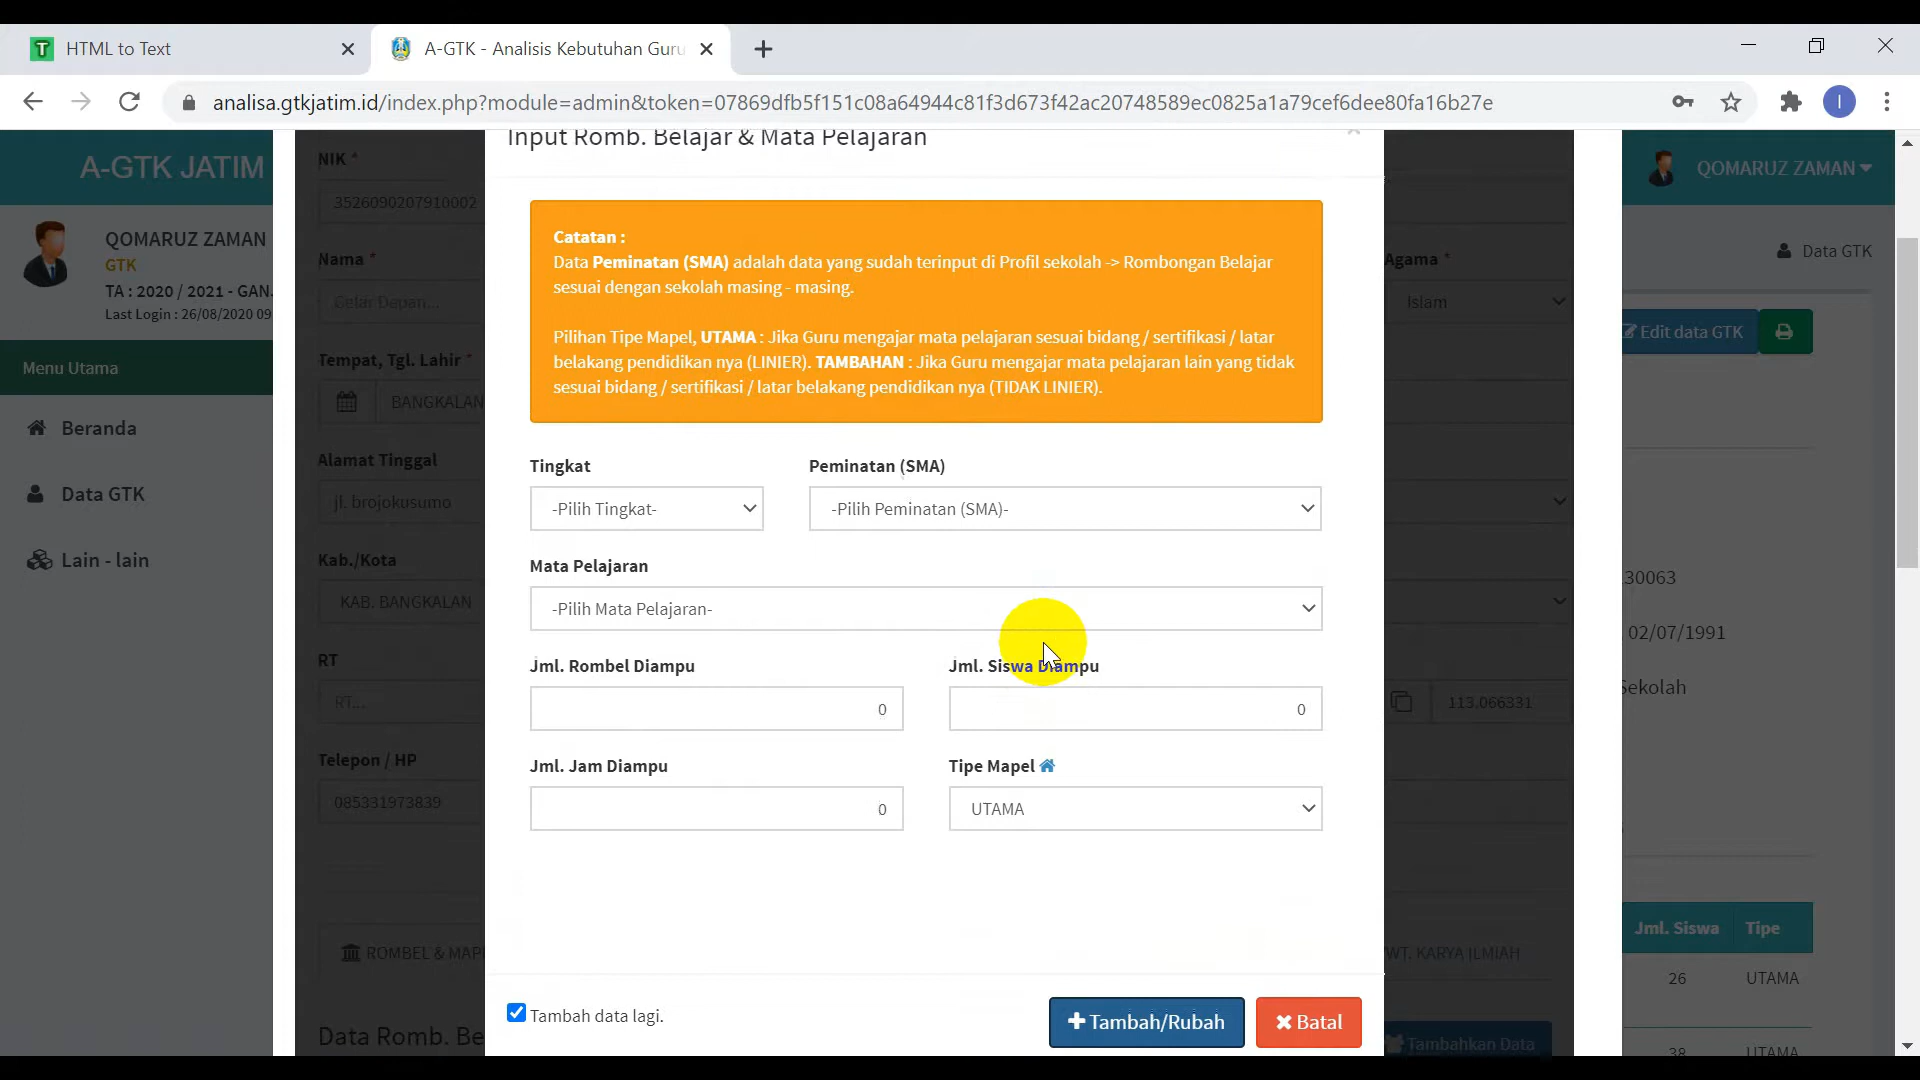 HTML to Text
A-GTK - Analisis Kebutuhan Guru
analisa.gtkjatim.id/index.php?module=admin&token=07869dfb5f151c08a64944c81f3d673f42ac20748589ec0825a1a79cef6dee80fa16b27e
I
A-GTK JATIM
QOMARUZ ZAMAN
QOMARUZ ZAMAN
GTK
TA : 2020 / 2021 - GAN.
Last Login : 26/08/2020 09
Menu Utama
Beranda
Data GTK
Lain - lain
NIK *
3526090207910002
Nama *
Gelar Depan...
Tempat, Tgl. Lahir *
BANGKALAN
Alamat Tinggal
jl. brojokusumo
Kab./Kota
KAB. BANGKALAN
RT
RT...
Telepon / HP
085331973839
ROMBEL & MAP
Data Romb. Be
Input Romb. Belajar & Mata Pelajaran
×
Catatan :
Data Peminatan (SMA) adalah data yang sudah terinput di Profil sekolah -> Rombongan Belajar
sesuai dengan sekolah masing - masing.
Pilihan Tipe Mapel, UTAMA : Jika Guru mengajar mata pelajaran sesuai bidang / sertifikasi / latar
belakang pendidikan nya (LINIER). TAMBAHAN : Jika Guru mengajar mata pelajaran lain yang tidak
sesuai bidang / sertifikasi / latar belakang pendidikan nya (TIDAK LINIER).
Tingkat
Peminatan (SMA)
-Pilih Tingkat-
-Pilih Peminatan (SMA)-
Mata Pelajaran
-Pilih Mata Pelajaran-
Jml. Rombel Diampu
Jml. Siswa Diampu
0
0
Jml. Jam Diampu
Tipe Mapel
0
UTAMA
Tambah data lagi.
Tambah/Rubah
Batal
Agama *
Islam
113.066331
WT. KARYA ILMIAH
Tambahkan Data
Data GTK
Edit data GTK
30063
02/07/1991
Sekolah
Jml. Siswa
Tipe
26
UTAMA
38
UTAMA